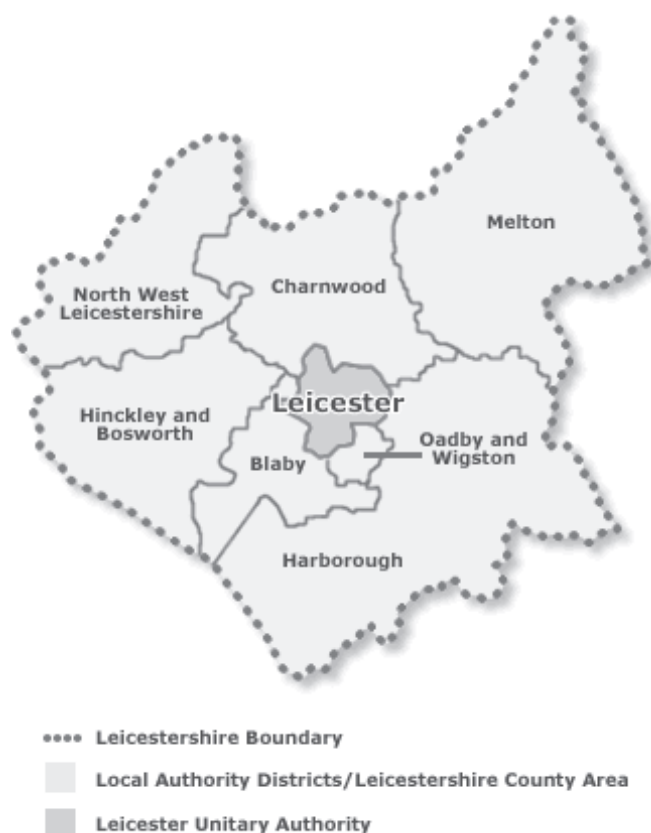 Melton
Charnwood
North West
Leicestershire
Leicester
Hinckley and
Bosworth
Oadby and
Wigston
Blaby
Harborough
Leicestershire Boundary
Local Authority Districts/Leicestershire County Area
Leicester Unitary Authority